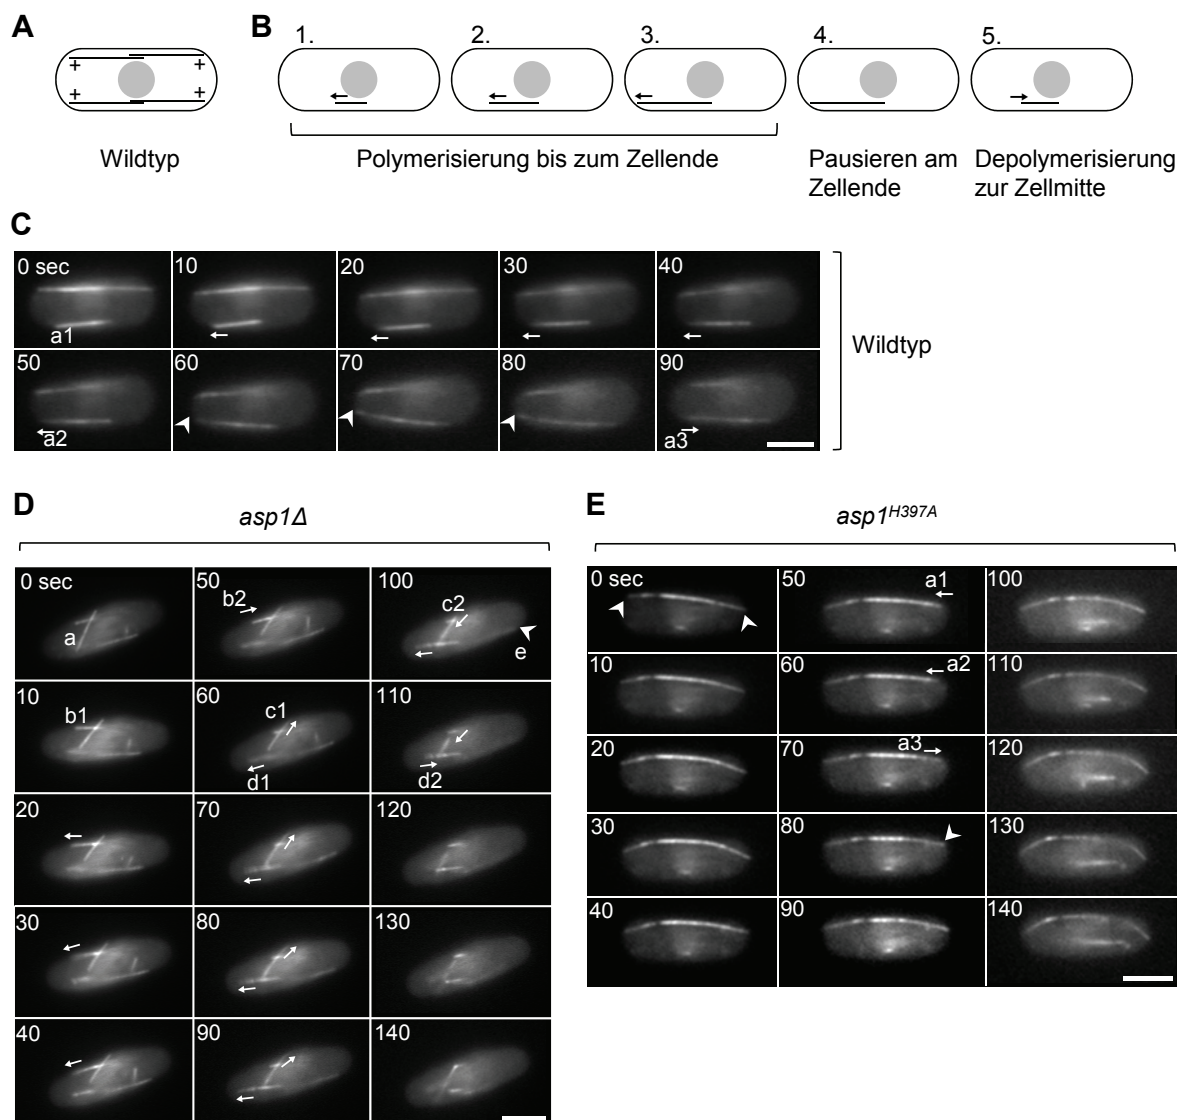 A
+ +
+ +
Wildtyp
B
1. 2. 3. 4. 5.
Polymerisierung bis zum Zellende
Pausieren am
Zellende
Depolymerisierung
zur Zellmitte
C
0 sec 10 20 30 40
a1
50 60 70 80 90
a2 a3
Wildtyp
D
asp1Δ
0 sec 50 100
b2 c2
a e
10 60 110
b1 c1
d1 d2
20 70 120
30 80 130
40 90 140
E
asp1H397A
0 sec 50 a1 100
10 60 a2 110
20 70 a3 120
30 80 130
40 90 140